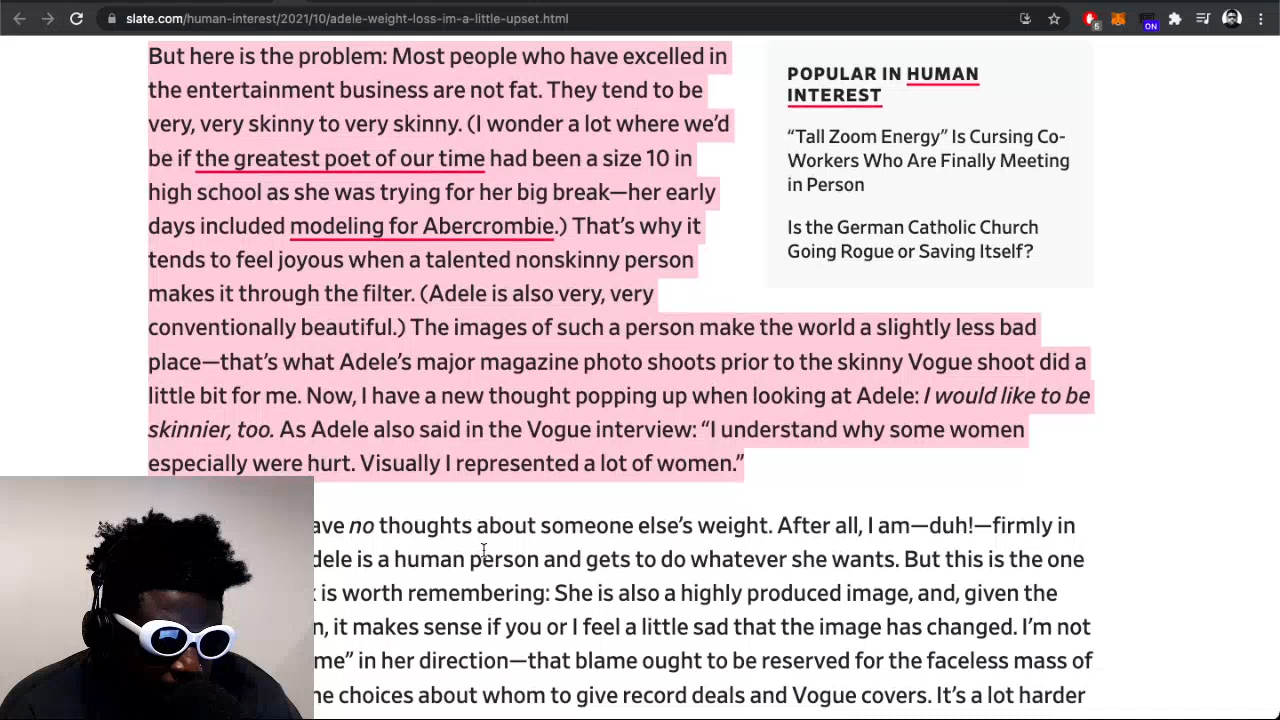 slate.com/human-interest/2021/10/adele-weight-loss-im-a-little-upset.html
6
ON
But here is the problem: Most people who have excelled in
the entertainment business are not fat. They tend to be
very, very skinny to very skinny. (I wonder a lot where we’d
be if the greatest poet of our time had been a size 10 in
high school as she was trying for her big break—her early
days included modeling for Abercrombie.) That’s why it
tends to feel joyous when a talented nonskinny person
makes it through the filter. (Adele is also very, very
conventionally beautiful.) The images of such a person make the world a slightly less bad
place—that’s what Adele’s major magazine photo shoots prior to the skinny Vogue shoot did a
little bit for me. Now, I have a new thought popping up when looking at Adele: I would like to be
skinnier, too. As Adele also said in the Vogue interview: “I understand why some women
especially were hurt. Visually I represented a lot of women.”
POPULAR IN HUMAN
INTEREST
“Tall Zoom Energy” Is Cursing Co-
Workers Who Are Finally Meeting
in Person
Is the German Catholic Church
Going Rogue or Saving Itself?
ave no thoughts about someone else’s weight. After all, I am—duh!—firmly in
dele is a human person and gets to do whatever she wants. But this is the one
is worth remembering: She is also a highly produced image, and, given the
n, it makes sense if you or I feel a little sad that the image has changed. I’m not
me” in her direction—that blame ought to be reserved for the faceless mass of
ne choices about whom to give record deals and Vogue covers. It’s a lot harder